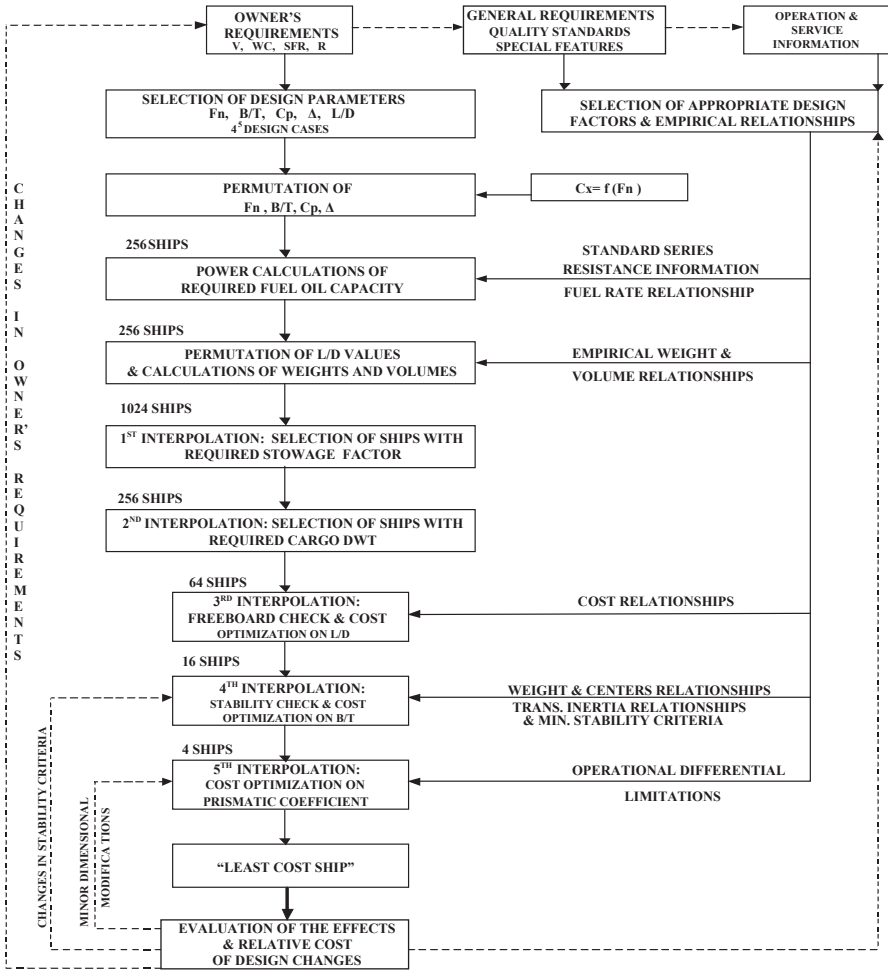 OWNER'S
REQUIREMENTS
V, WC, SFR, R
GENERAL REQUIREMENTS
QUALITY STANDARDS
SPECIAL FEATURES
OPERATION &
SERVICE
INFORMATION
SELECTION OF DESIGN PARAMETERS
Fn, B/T, Cp, Δ, L/D
4⁵ DESIGN CASES
SELECTION OF APPROPRIATE DESIGN
FACTORS & EMPIRICAL RELATIONSHIPS
PERMUTATION OF
Fn , B/T, Cp, Δ
Cx= f (Fn )
256 SHIPS
POWER CALCULATIONS OF
REQUIRED FUEL OIL CAPACITY
STANDARD SERIES
RESISTANCE INFORMATION
FUEL RATE RELATIONSHIP
256 SHIPS
PERMUTATION OF L/D VALUES
& CALCULATIONS OF WEIGHTS AND VOLUMES
EMPIRICAL WEIGHT &
VOLUME RELATIONSHIPS
1024 SHIPS
1ST INTERPOLATION: SELECTION OF SHIPS WITH
REQUIRED STOWAGE FACTOR
256 SHIPS
2ND INTERPOLATION: SELECTION OF SHIPS WITH
REQUIRED CARGO DWT
64 SHIPS
3RD INTERPOLATION:
FREEBOARD CHECK & COST
OPTIMIZATION ON L/D
COST RELATIONSHIPS
16 SHIPS
4TH INTERPOLATION:
STABILITY CHECK & COST
OPTIMIZATION ON B/T
WEIGHT & CENTERS RELATIONSHIPS
TRANS. INERTIA RELATIONSHIPS
& MIN. STABILITY CRITERIA
4 SHIPS
5TH INTERPOLATION:
COST OPTIMIZATION ON
PRISMATIC COEFFICIENT
OPERATIONAL DIFFERENTIAL
LIMITATIONS
"LEAST COST SHIP"
EVALUATION OF THE EFFECTS
& RELATIVE COST
OF DESIGN CHANGES
CHANGES IN OWNER'S REQUIREMENTS
CHANGES IN STABILITY CRITERIA
MINOR DIMENSIONAL
MODIFICATIONS